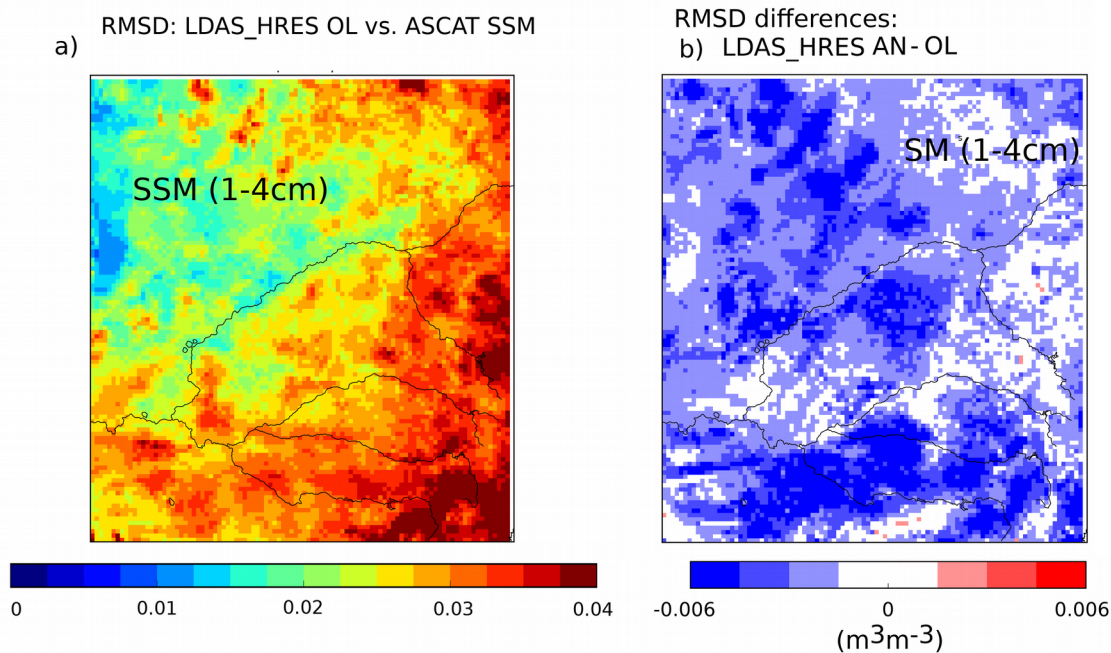 RMSD: LDAS_HRES OL vs. ASCAT SSM
a)
RMSD differences:
b) LDAS_HRES AN-OL
SSM (1-4cm)
SM (1-4cm)
0 0.01 0.02 0.03 0.04
-0.006 0 0.006
(m3m-3)